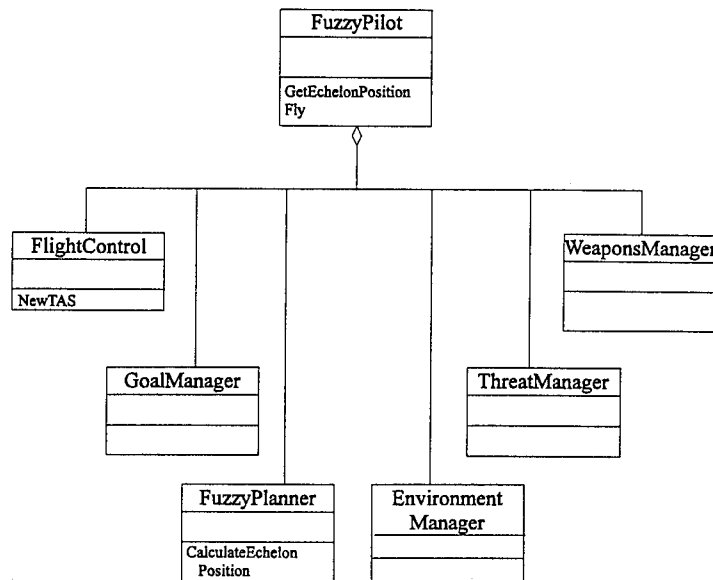 FuzzyPilot
GetEchelonPosition
Fly
FlightControl
NewTAS
WeaponsManager
GoalManager
ThreatManager
FuzzyPlanner
CalculateEchelon
Position
Environment
Manager